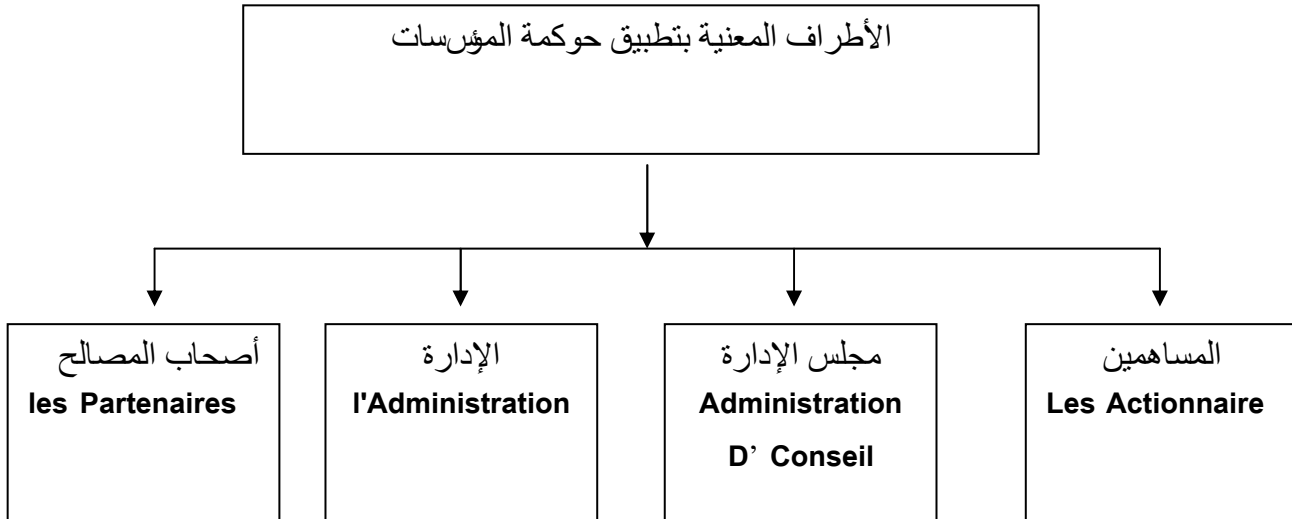 الأطراف المعنية بتطبيق حوكمة المؤسسات
المساهمين
Les Actionnaire
مجلس الإدارة
Administration
D’ Conseil
الإدارة
l'Administration
أصحاب المصالح
les Partenaires